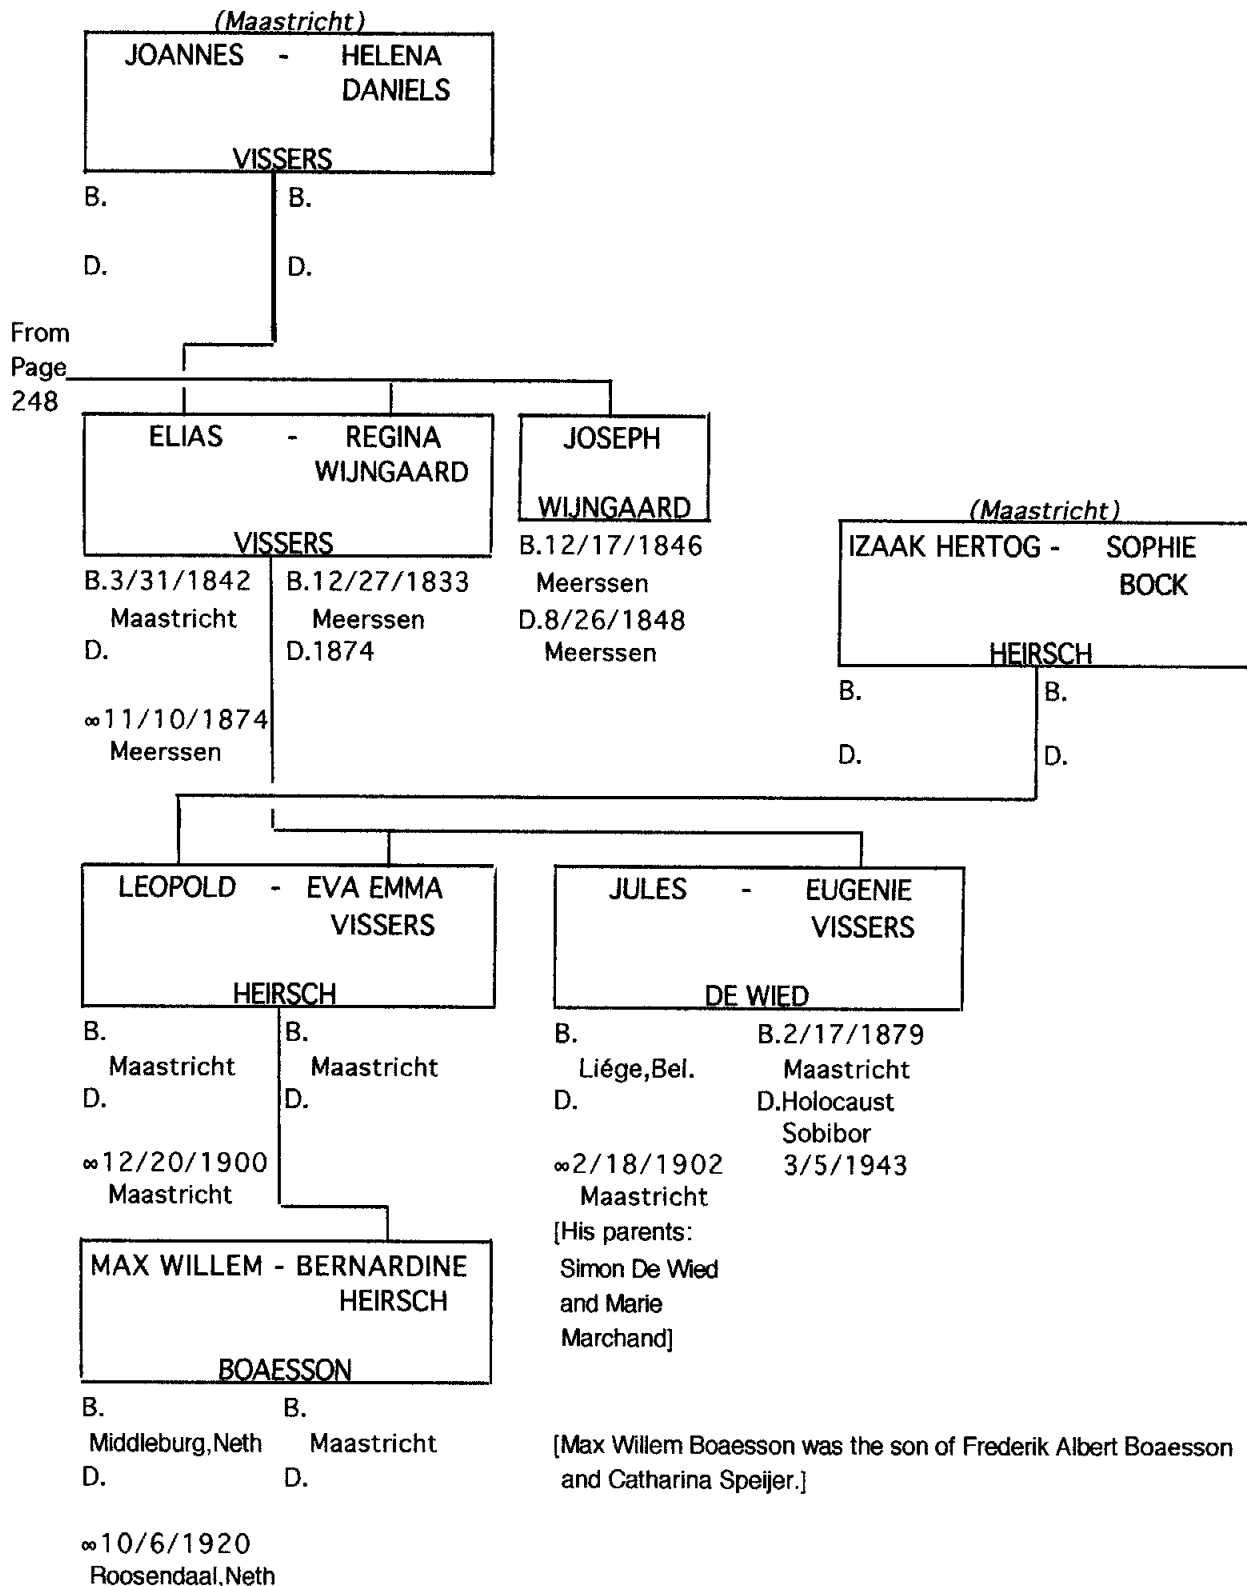 (Maastricht)
JOANNES - HELENA
DANIELS
VISSERS
B. B.
D. D.
From
Page
248
ELIAS - REGINA
WIJNGAARD
VISSERS
B.3/31/1842 B.12/27/1833
Maastricht Meerssen
D. D.1874
∞11/10/1874
Meerssen
JOSEPH
WIJNGAARD
B.12/17/1846
Meerssen
D.8/26/1848
Meerssen
(Maastricht)
IZAAK HERTOG - SOPHIE
BOCK
HEIRSCH
B. B.
D. D.
LEOPOLD - EVA EMMA
VISSERS
HEIRSCH
B. B.
Maastricht Maastricht
D. D.
∞12/20/1900
Maastricht
JULES - EUGENIE
VISSERS
DE WIED
B. B.2/17/1879
Liége,Bel. Maastricht
D. D.Holocaust
Sobibor
∞2/18/1902 3/5/1943
Maastricht
[His parents:
Simon De Wied
and Marie
Marchand]
MAX WILLEM - BERNARDINE
HEIRSCH
BOAESSON
B. B.
Middleburg,Neth Maastricht
D. D.
∞10/6/1920
Roosendaal,Neth
[Max Willem Boaesson was the son of Frederik Albert Boaesson
and Catharina Speijer.]